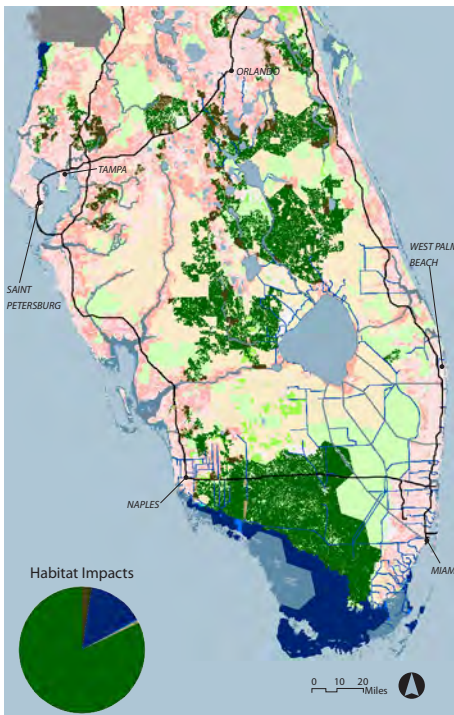 ORLANDO
TAMPA
WEST PALM
BEACH
SAINT
PETERSBURG
NAPLES
MIAMI
Habitat Impacts
0 10 20
Miles